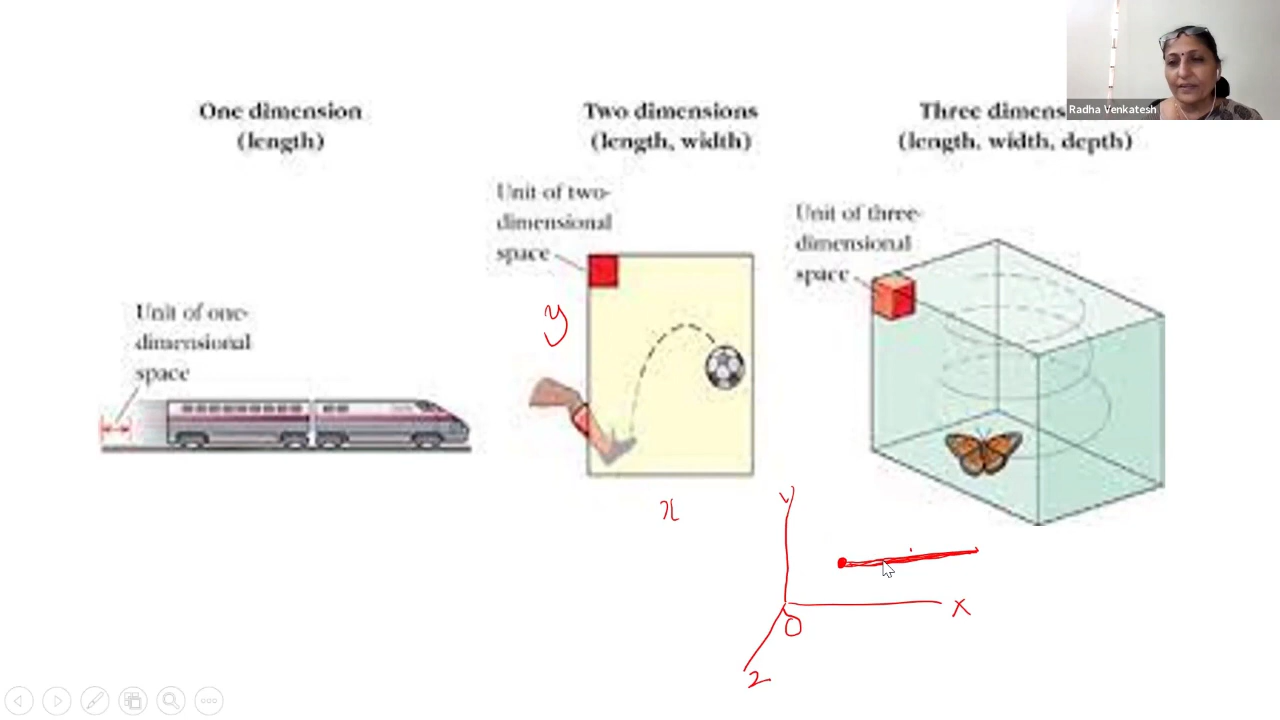 Radha Venkatesh
One dimension
(length)
Two dimensions
(length, width)
Three dimens
(length, width, depth)
Unit of two-
dimensional
space
Unit of three-
dimensional
space
Unit of one-
dimensional
space
y
x
Y
X
O
Z